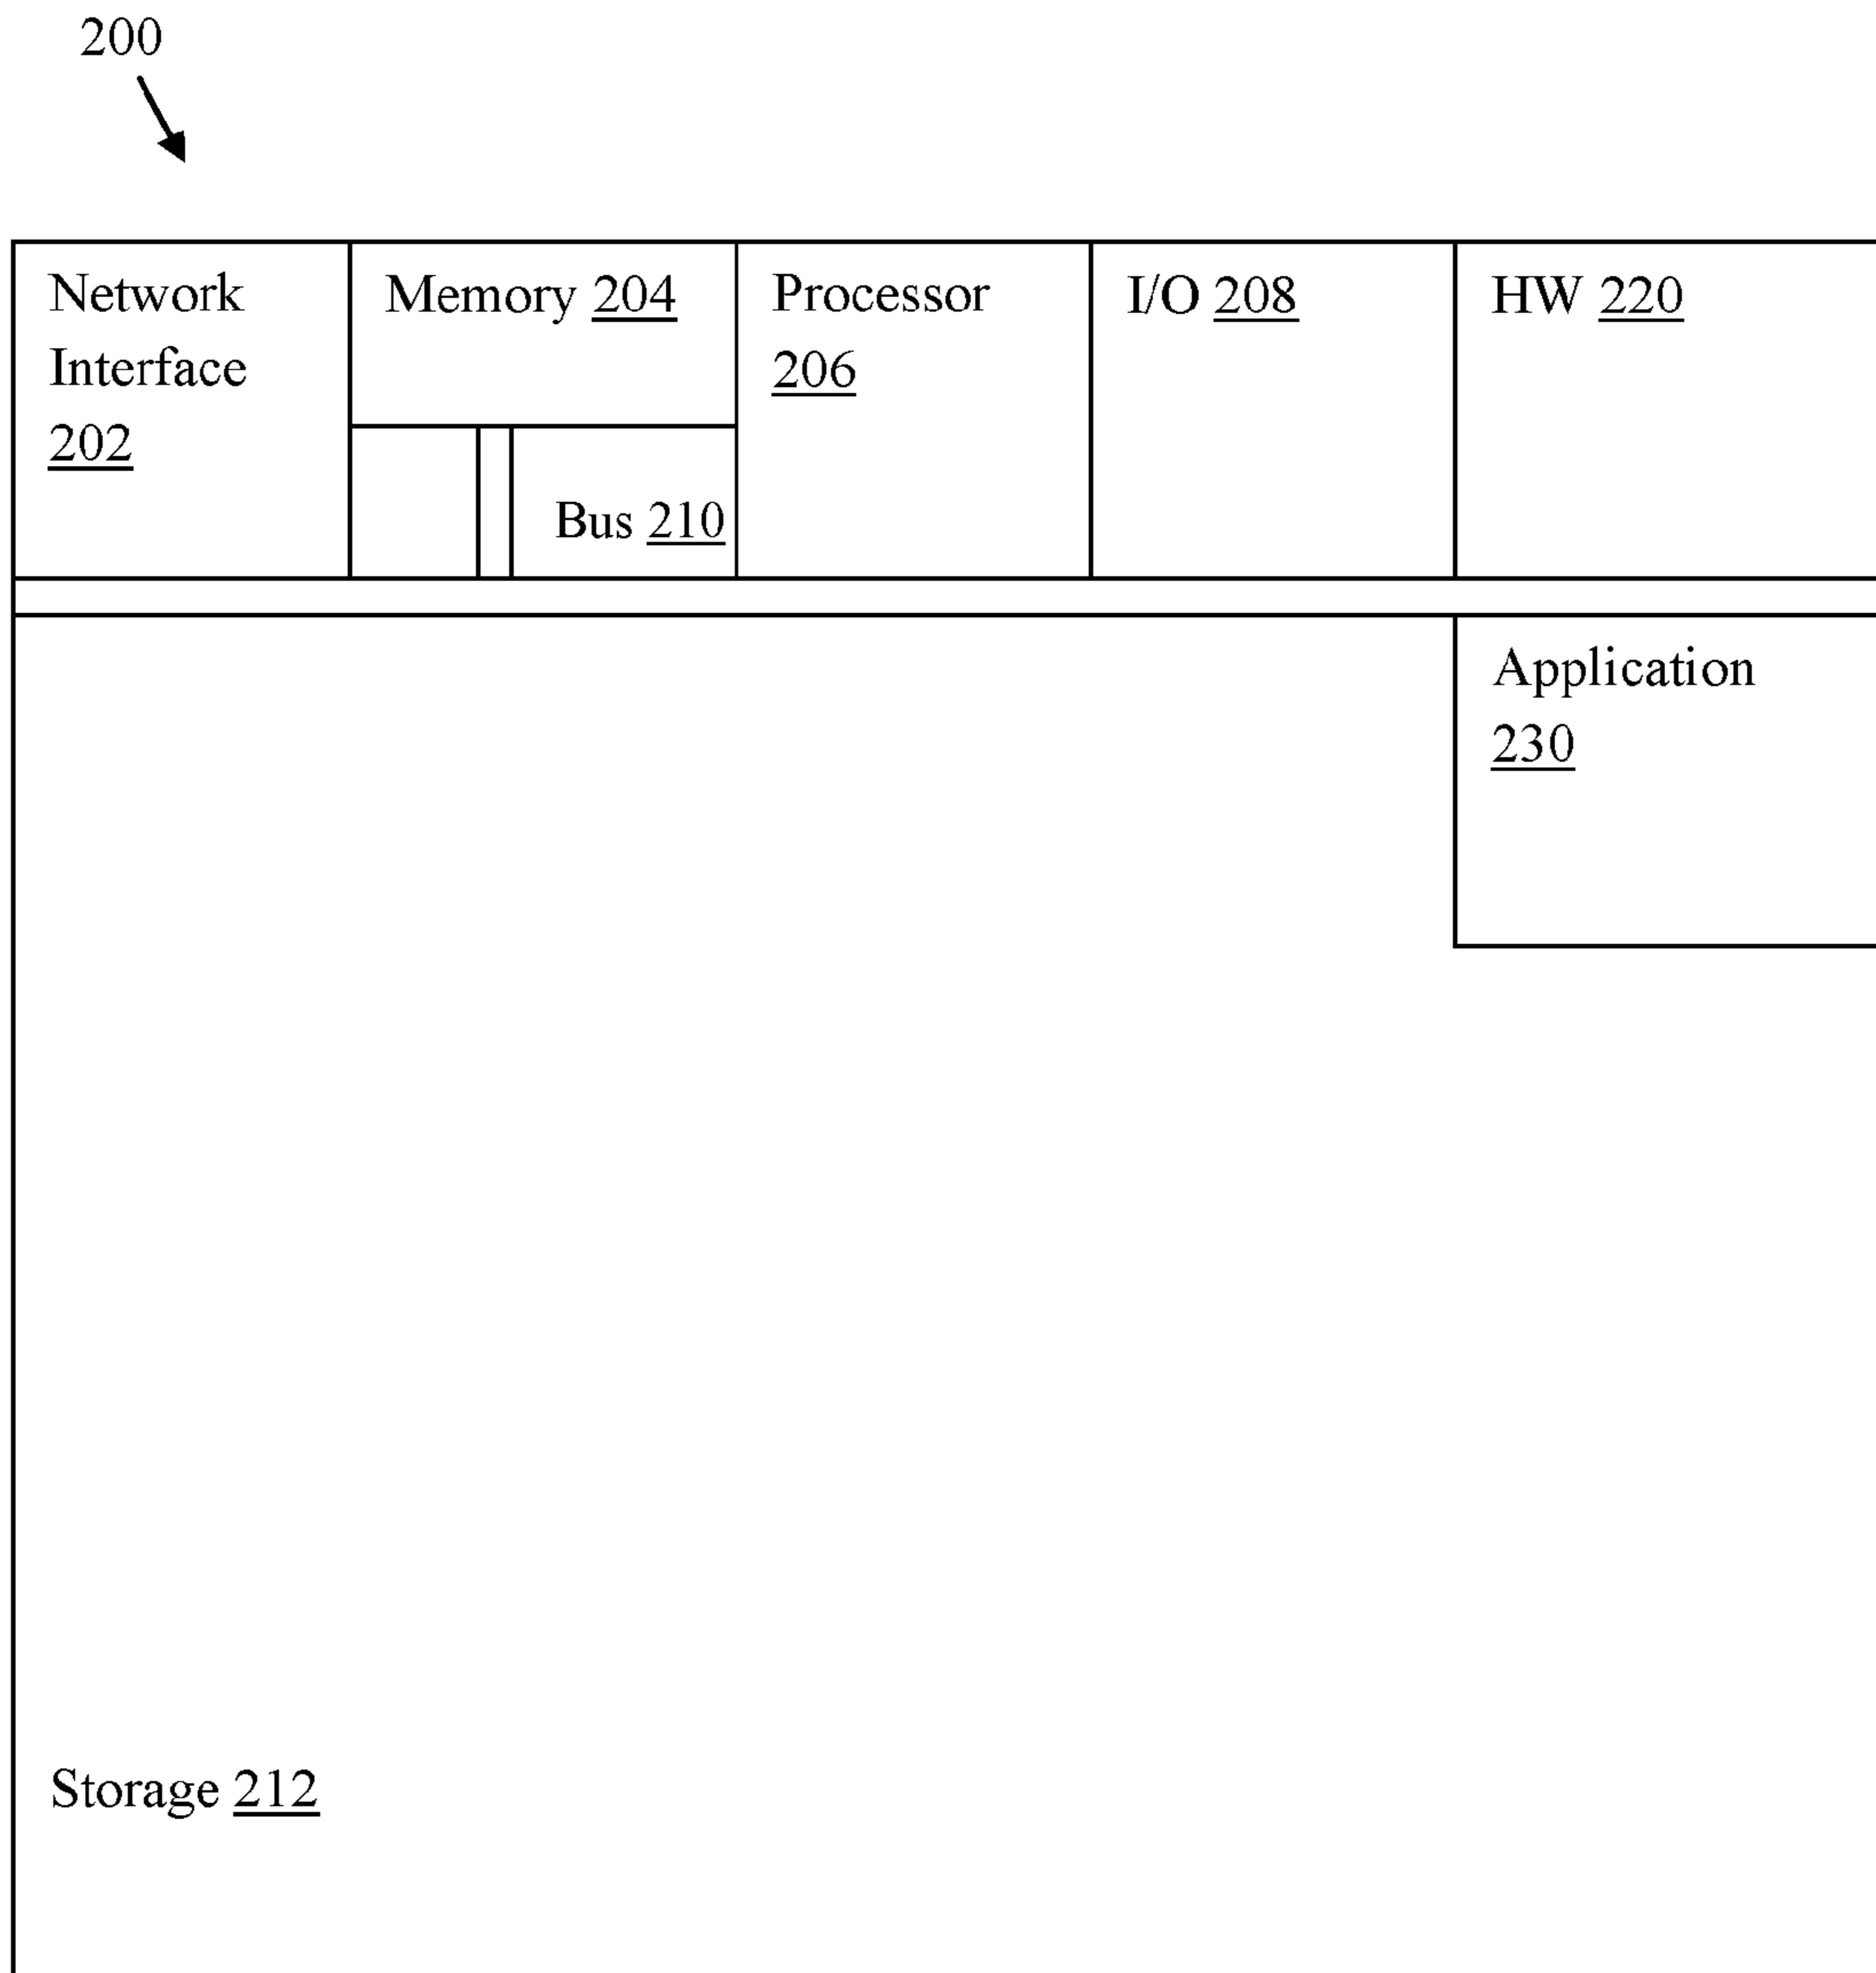 200
Network
Interface
202
Memory 204
Bus 210
Processor
206
I/O 208
HW 220
Application
230
Storage 212